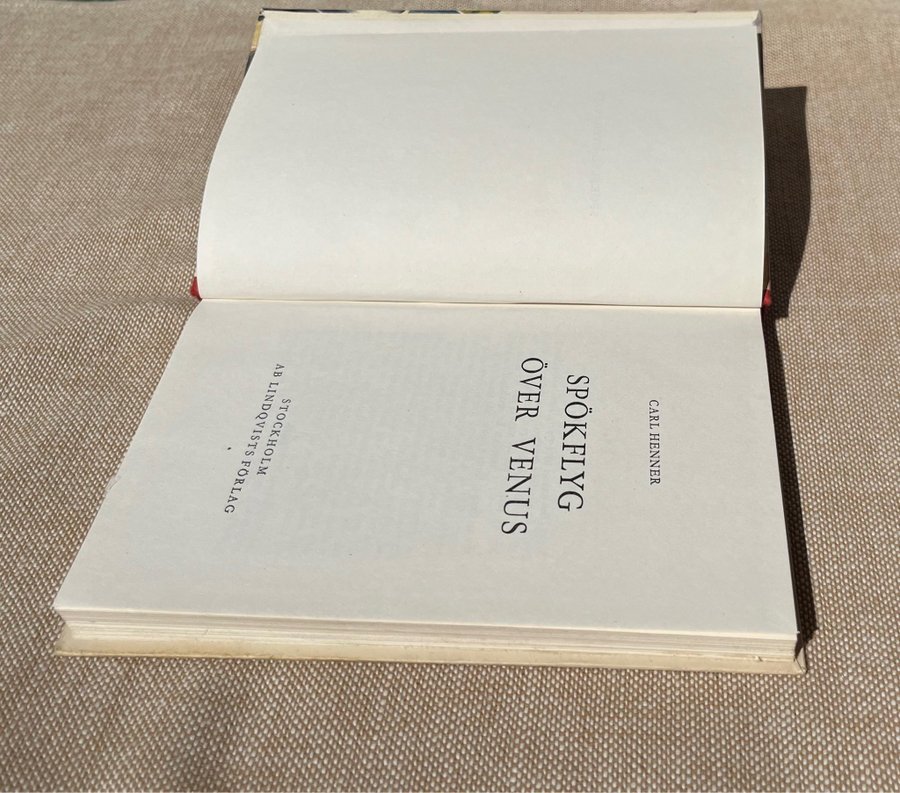 CARL HENNER
SPÖKFLYG
ÖVER VENUS
STOCKHOLM
AB LINDQVISTS FÖRLAG